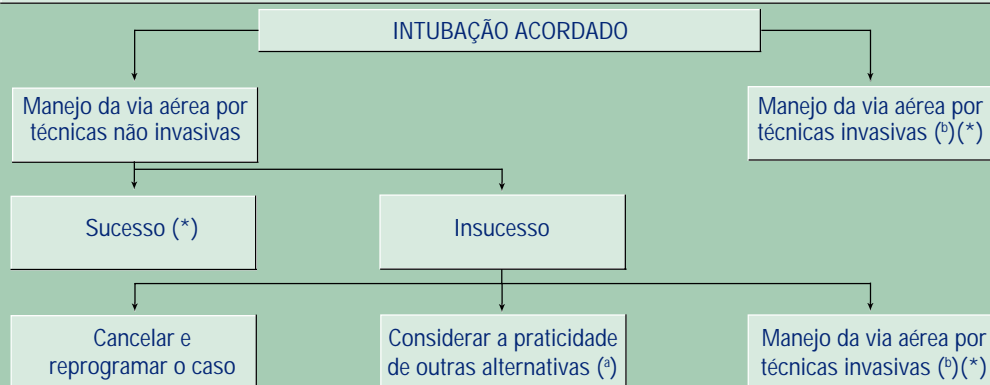 INTUBAÇÃO ACORDADO
Manejo da via aérea por
técnicas não invasivas
Manejo da via aérea por
técnicas invasivas (ᵇ)(*)
Sucesso (*)
Insucesso
Cancelar e
reprogramar o caso
Considerar a praticidade
de outras alternativas (ᵃ)
Manejo da via aérea por
técnicas invasivas (ᵇ)(*)